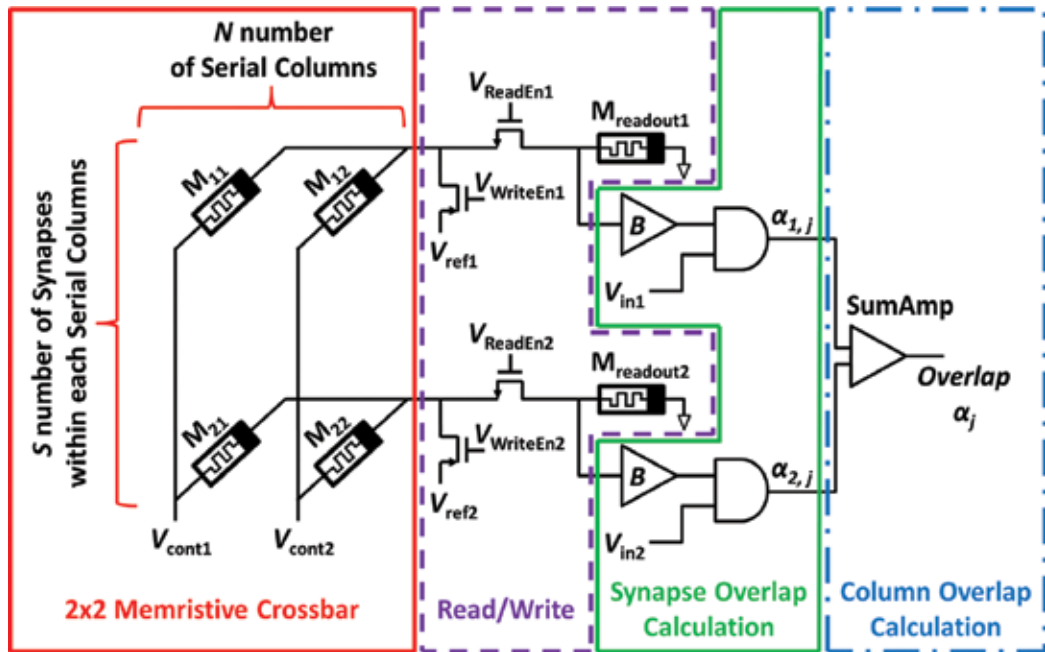 N number
of Serial Columns
S number of Synapses
within each Serial Columns
M11
M12
M21
M22
Vcont1
Vcont2
2x2 Memristive Crossbar
VReadEn1
VWriteEn1
Vref1
Mreadout1
VReadEn2
VWriteEn2
Vref2
Mreadout2
Read/Write
B
Vin1
α1, j
B
Vin2
α2, j
Synapse Overlap
Calculation
SumAmp
Overlap
αj
Column Overlap
Calculation